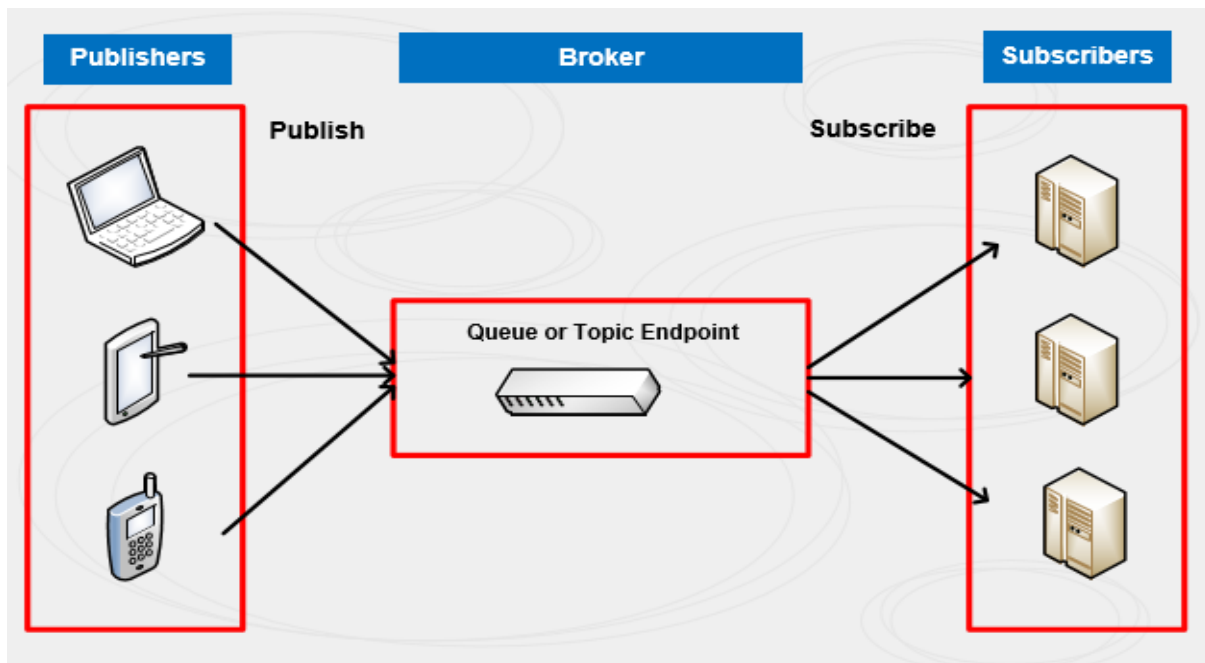 Publishers
Broker
Subscribers
Publish
Subscribe
Queue or Topic Endpoint